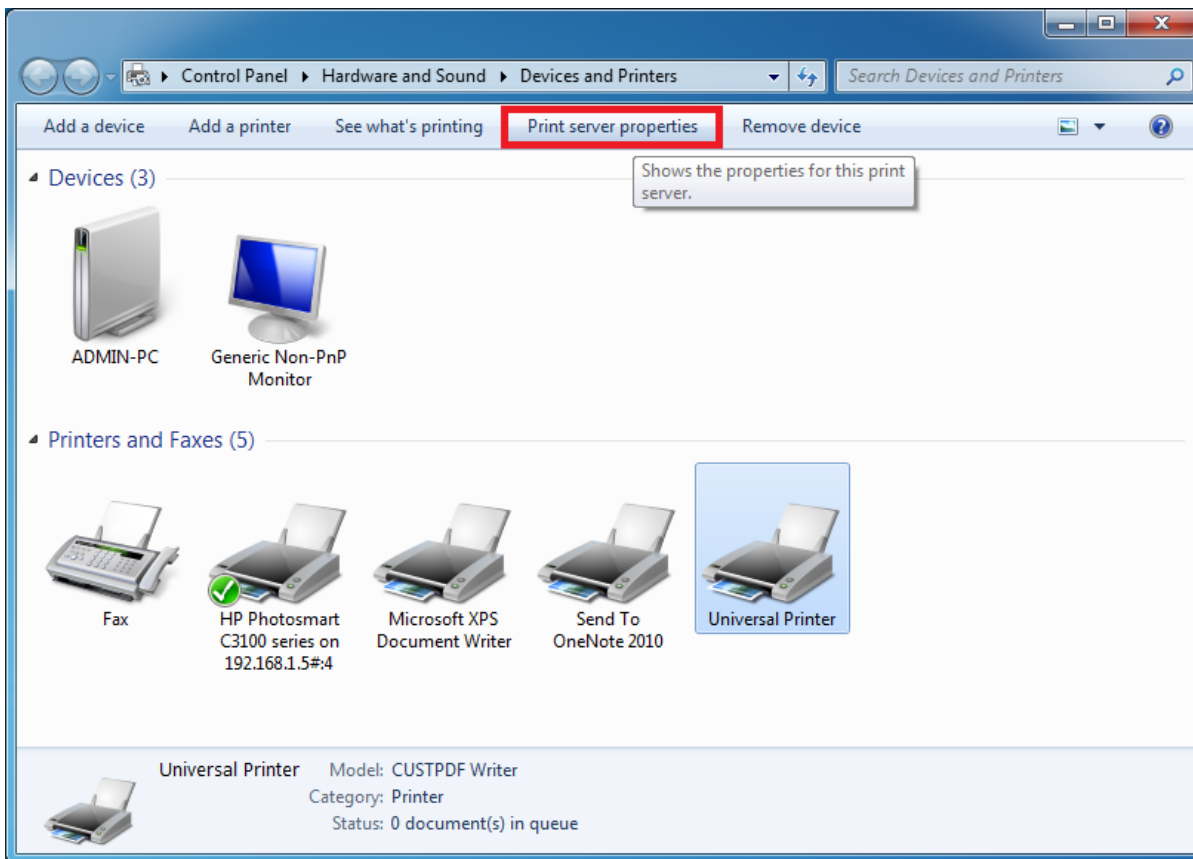 Control Panel Hardware and Sound Devices and Printers Search Devices and Printers
Add a device Add a printer See what's printing Print server properties Remove device
Shows the properties for this print
server.
Devices (3)
ADMIN-PC
Generic Non-PnP
Monitor
Printers and Faxes (5)
Fax
HP Photosmart
C3100 series on
192.168.1.5#:4
Microsoft XPS
Document Writer
Send To
OneNote 2010
Universal Printer
Universal Printer Model: CUSTPDF Writer
Category: Printer
Status: 0 document(s) in queue